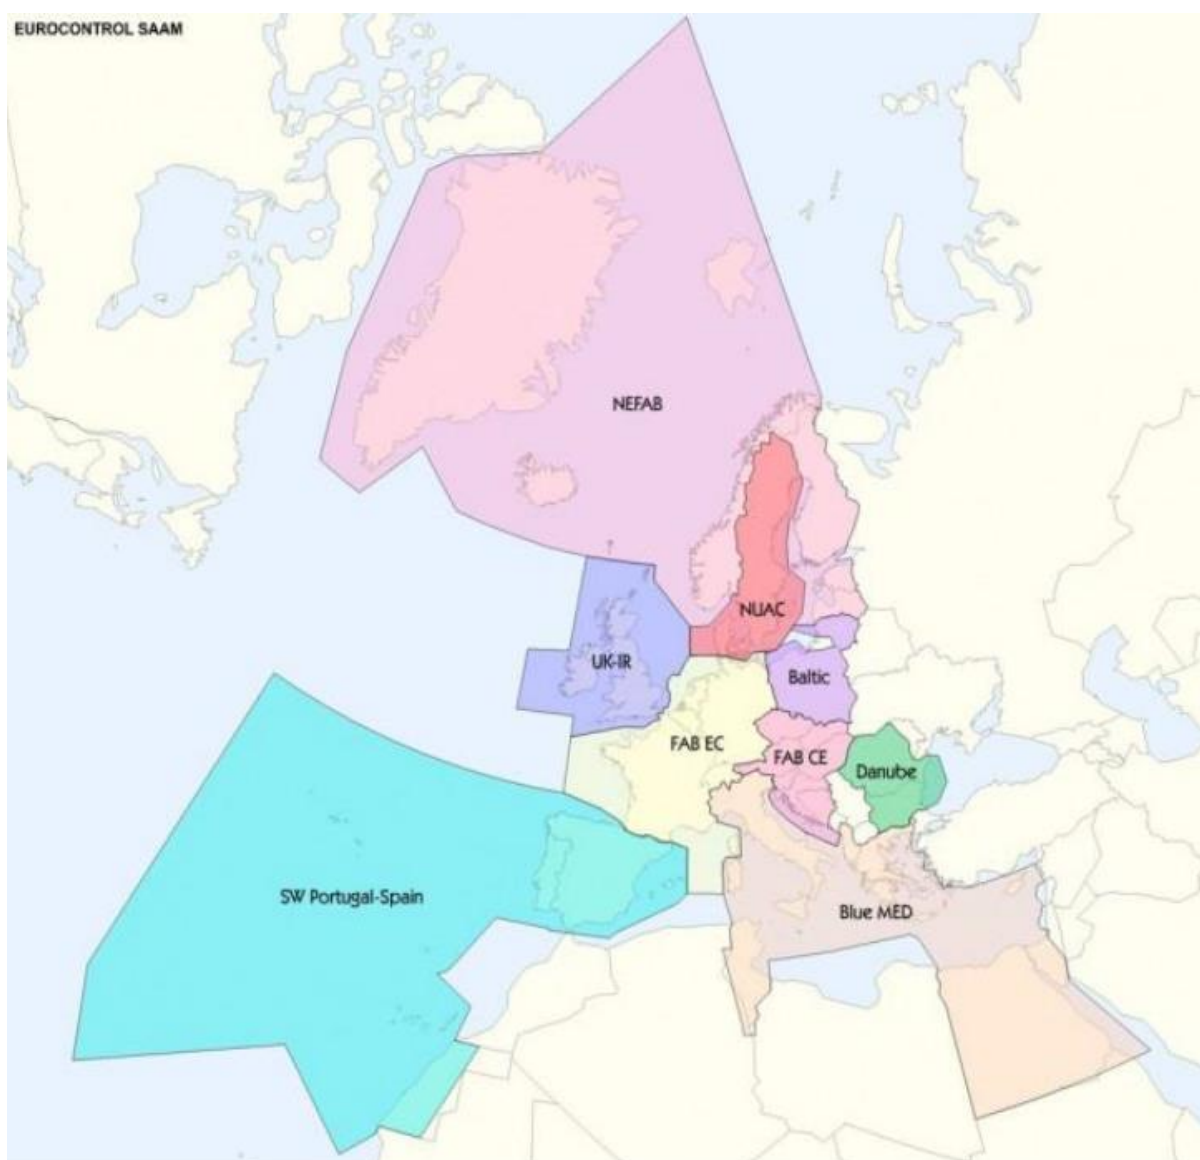 EUROCONTROL SAAM
NEFAB
NUAC
UK-IR
Baltic
FAB EC
FAB CE
Danube
SW Portugal-Spain
Blue MED